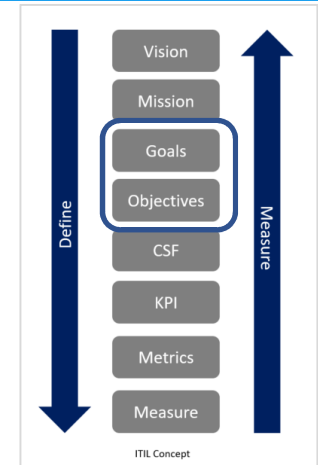 Vision
Mission
Goals
Objectives
CSF
KPI
Metrics
Measure
Define
Measure
ITIL Concept